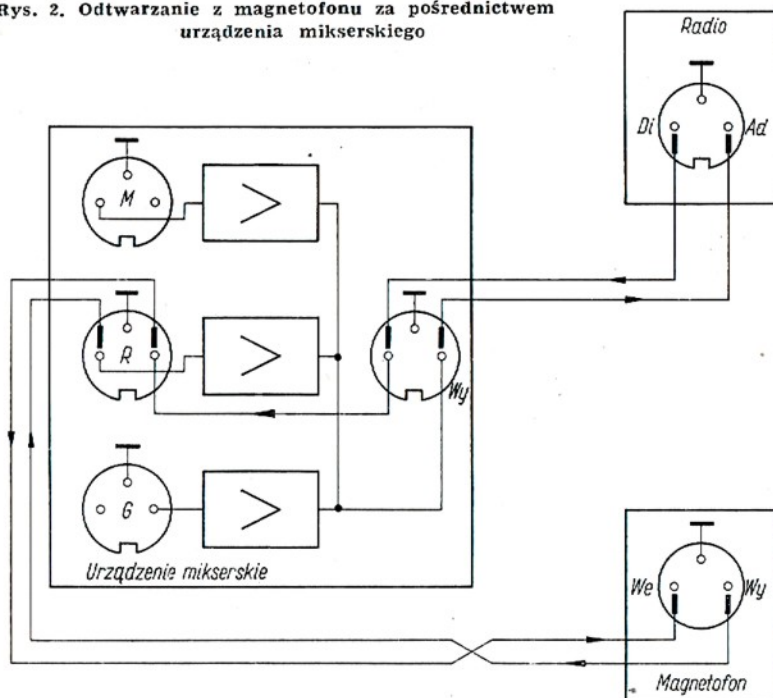 Rys. 2. Odtwarzanie z magnetofonu za pośrednictwem
urządzenia mikserskiego
Radio
Di
Ad
M
R
Wy
G
Urządzenie mikserskie
We
Wy
Magnetofon